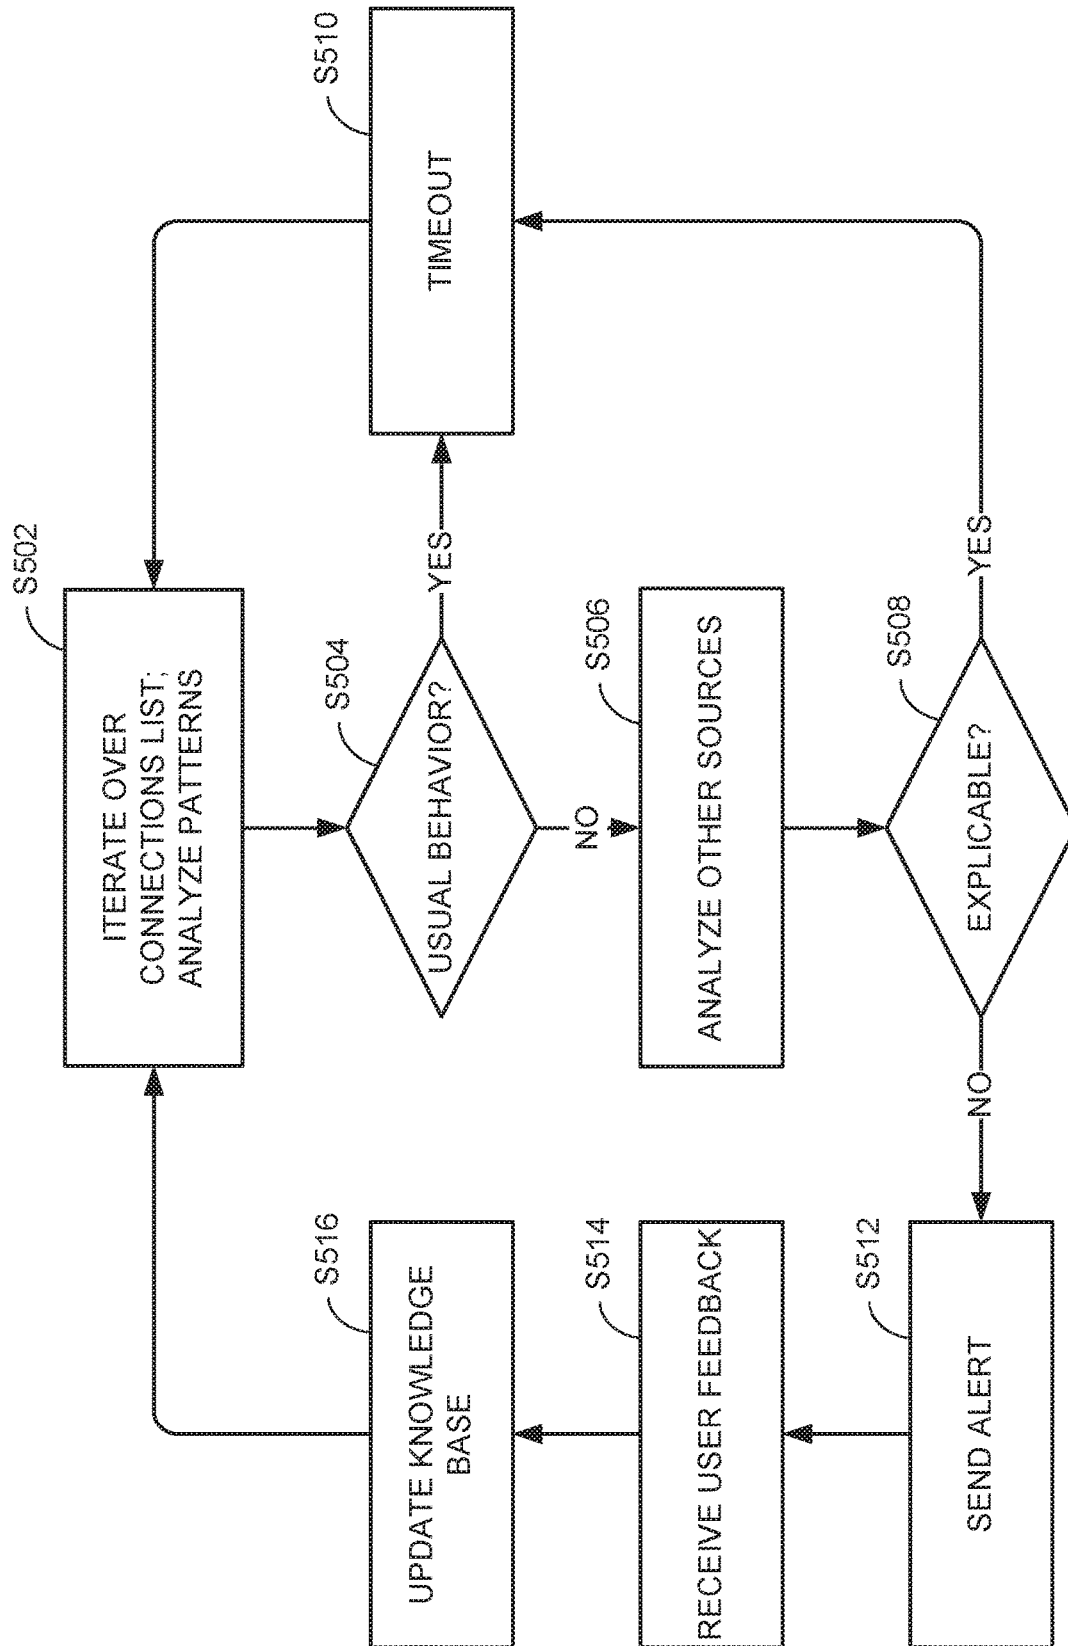 S502
ITERATE OVER
CONNECTIONS LIST;
ANALYZE PATTERNS
S504
USUAL BEHAVIOR?
YES
NO
S510
TIMEOUT
S506
ANALYZE OTHER SOURCES
S508
EXPLICABLE?
YES
NO
S512
SEND ALERT
S514
RECEIVE USER FEEDBACK
S516
UPDATE KNOWLEDGE
BASE